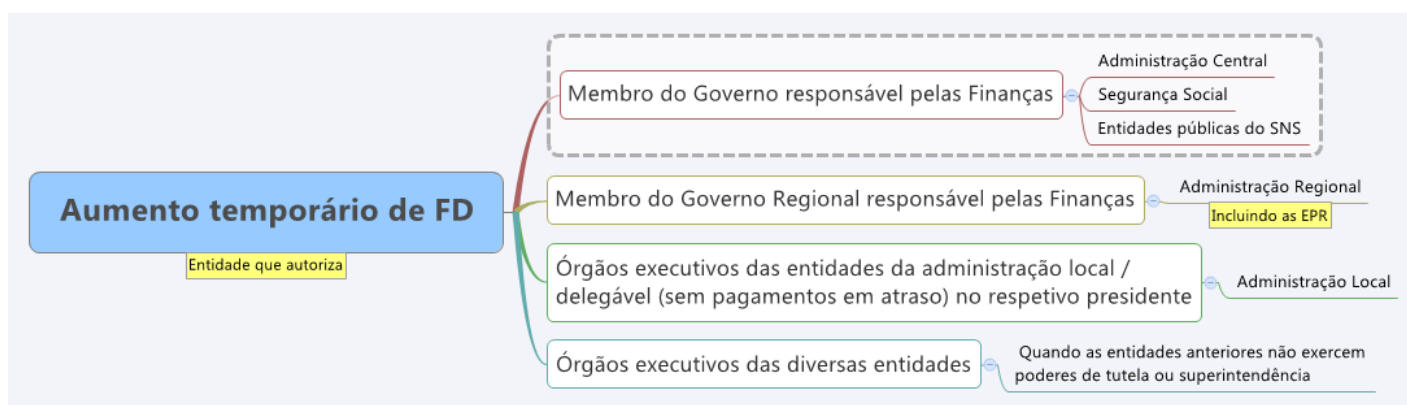 Aumento temporário de FD
Entidade que autoriza
Membro do Governo responsável pelas Finanças
Administração Central
Segurança Social
Entidades públicas do SNS
Membro do Governo Regional responsável pelas Finanças
Administração Regional
Incluindo as EPR
Órgãos executivos das entidades da administração local /
delegável (sem pagamentos em atraso) no respetivo presidente
Administração Local
Órgãos executivos das diversas entidades
Quando as entidades anteriores não exercem
poderes de tutela ou superintendência